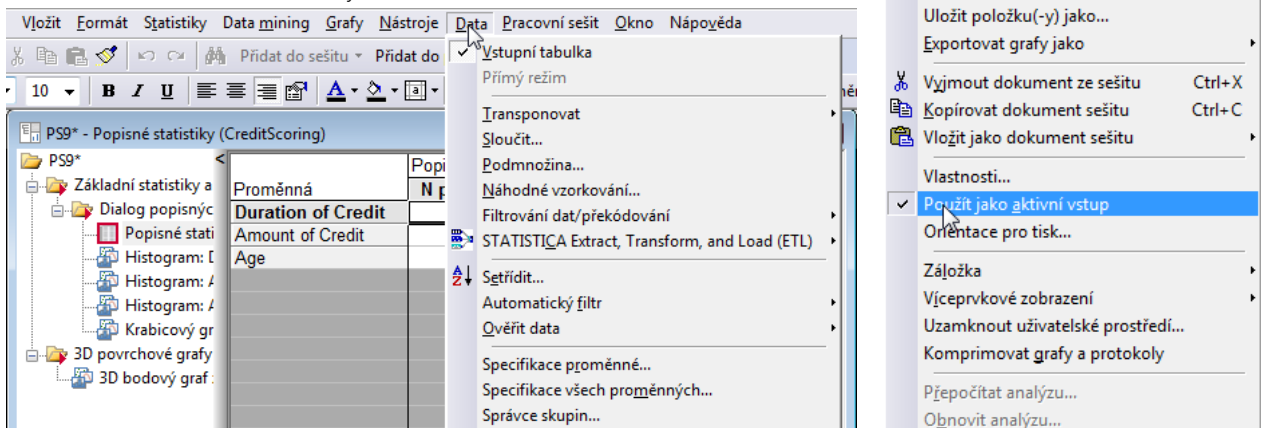 Vložit Formát Statistiky Data mining Grafy Nástroje Data Pracovní sešit Okno Nápověda
Přidat do sešitu Přidat do
10 B I U A
PS9* - Popisné statistiky (CreditScoring)
PS9*
Základní statistiky a
Dialog popisnýc
Popisné stati
Histogram: D
Histogram: A
Histogram: A
Krabicový gr
3D povrchové grafy
3D bodový graf z
Popi
Proměnná N p
Duration of Credit
Amount of Credit
Age
Vstupní tabulka
Přímý režim
Transponovat
Sloučit...
Podmnožina...
Náhodné vzorkování...
Filtrování dat/překódování
STATISTICA Extract, Transform, and Load (ETL)
Setřídit...
Automatický filtr
Ověřit data
Specifikace proměnné...
Specifikace všech proměnných...
Správce skupin...
Uložit položku(-y) jako...
Exportovat grafy jako
Vyjmout dokument ze sešitu Ctrl+X
Kopírovat dokument sešitu Ctrl+C
Vložit jako dokument sešitu
Vlastnosti...
Použít jako aktivní vstup
Orientace pro tisk...
Záložka
Víceprvkové zobrazení
Uzamknout uživatelské prostředí...
Komprimovat grafy a protokoly
Přepočítat analýzu...
Obnovit analýzu...